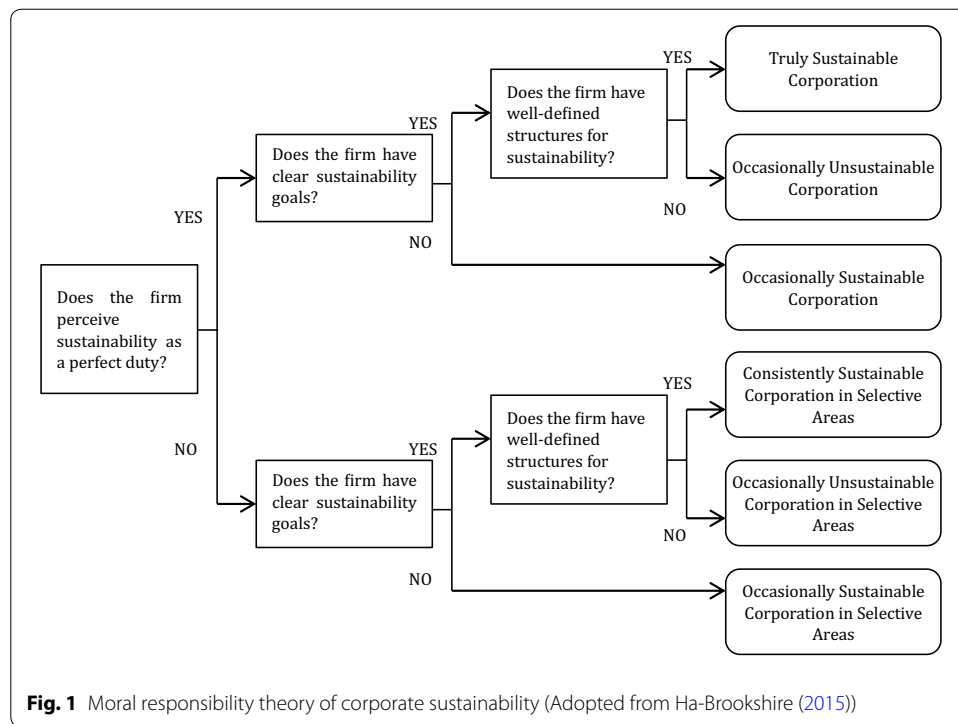 Does the firm
perceive
sustainability as
a perfect duty?
YES
NO
Does the firm have
clear sustainability
goals?
YES
NO
Does the firm have
well-defined
structures for
sustainability?
YES
NO
Truly Sustainable
Corporation
Occasionally Unsustainable
Corporation
Occasionally Sustainable
Corporation
Does the firm have
clear sustainability
goals?
YES
NO
Does the firm have
well-defined
structures for
sustainability?
YES
NO
Consistently Sustainable
Corporation in Selective
Areas
Occasionally Unsustainable
Corporation in Selective
Areas
Occasionally Sustainable
Corporation in Selective
Areas
Fig. 1 Moral responsibility theory of corporate sustainability (Adopted from Ha-Brookshire (2015))